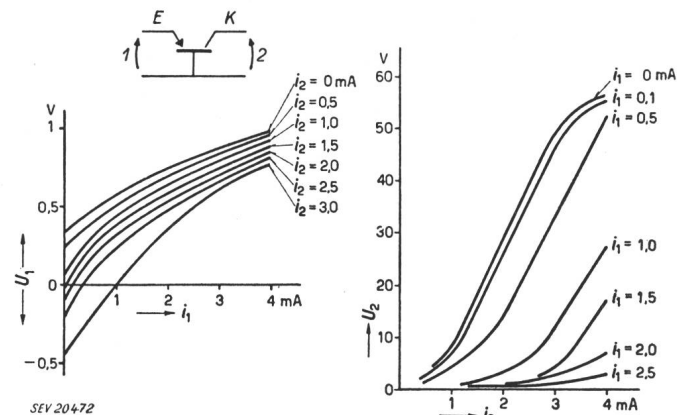 E K
1 2
V
1
0,5
0
−0,5
U₁
1 2 3 4 mA
i₁
i₂ = 0 mA
i₂ = 0,5
i₂ = 1,0
i₂ = 1,5
i₂ = 2,0
i₂ = 2,5
i₂ = 3,0
SEV 20472
V
60
50
40
30
20
10
0
U₂
1 2 3 4 mA
i₁ = 0 mA
i₁ = 0,1
i₁ = 0,5
i₁ = 1,0
i₁ = 1,5
i₁ = 2,0
i₁ = 2,5